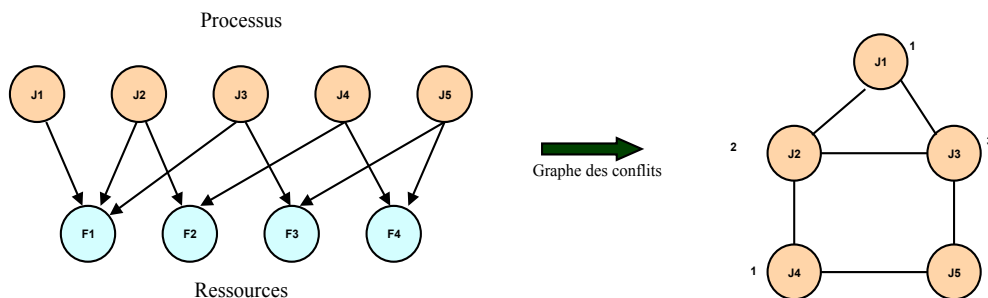 Processus
J1 J2 J3 J4 J5
F1 F2 F3 F4
Ressources
Graphe des conflits
J1 1
2 J2 J3
1 J4 J5